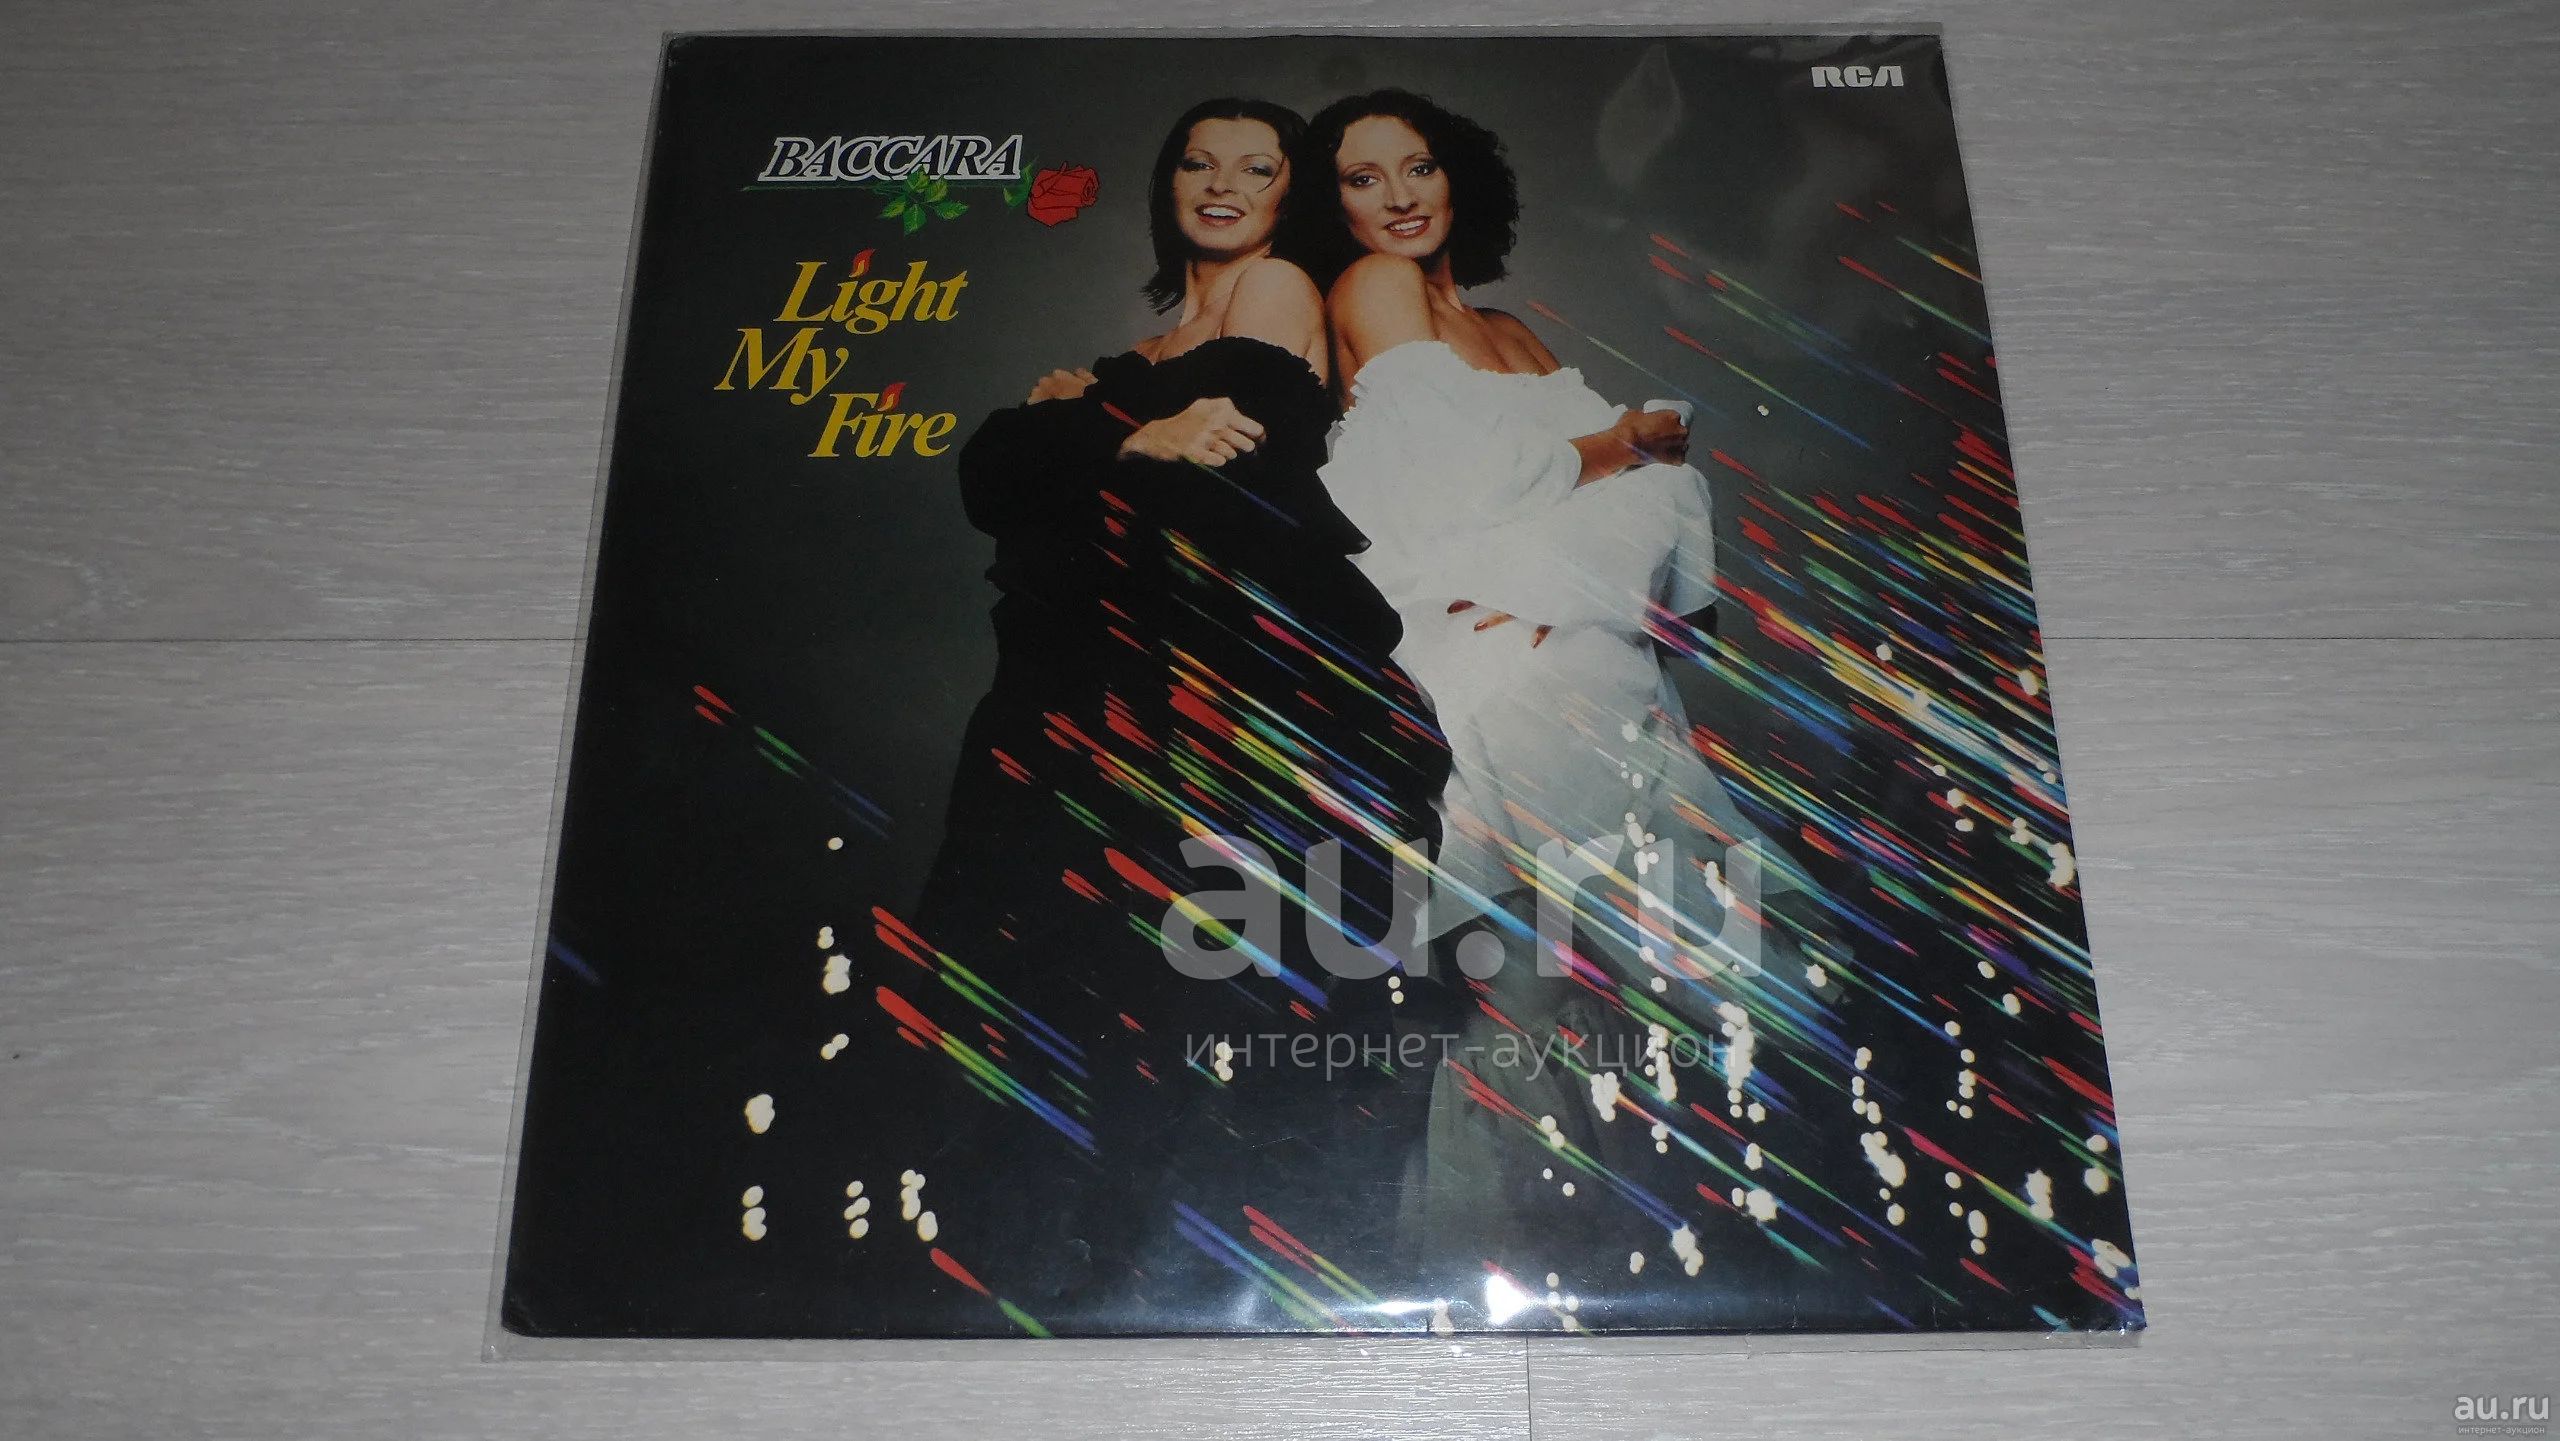 RCA
BACCARA
Light
My
Fire
au.ru
интернет-аукцион
au.ru
интернет-аукцион